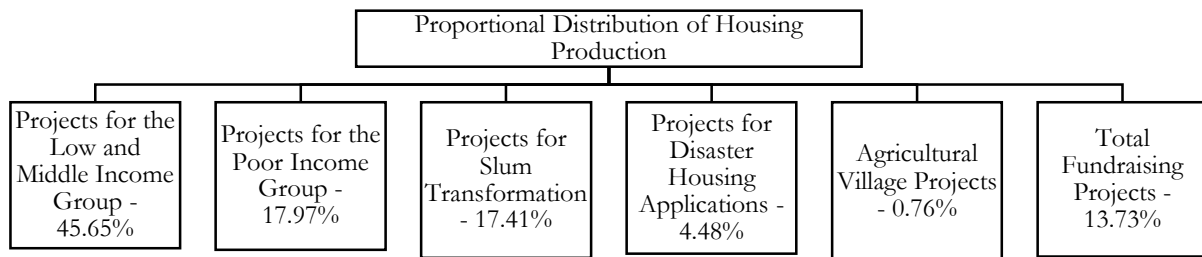 Proportional Distribution of Housing
Production
Projects for the
Low and
Middle Income
Group -
45.65%
Projects for the
Poor Income
Group -
17.97%
Projects for
Slum
Transformation
- 17.41%
Projects for
Disaster
Housing
Applications -
4.48%
Agricultural
Village Projects
- 0.76%
Total
Fundraising
Projects -
13.73%